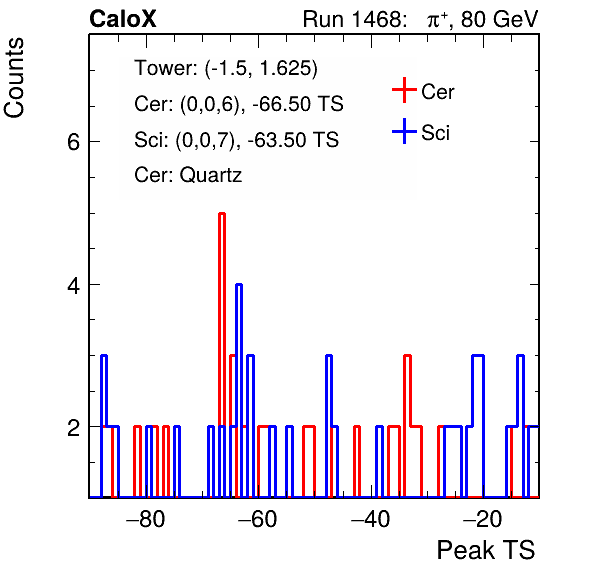 CaloX Run 1468: π⁺, 80 GeV
Counts
Tower: (-1.5, 1.625)
Cer: (0,0,6), -66.50 TS
Sci: (0,0,7), -63.50 TS
Cer: Quartz
Cer
Sci
6
4
2
−80 −60 −40 −20
Peak TS